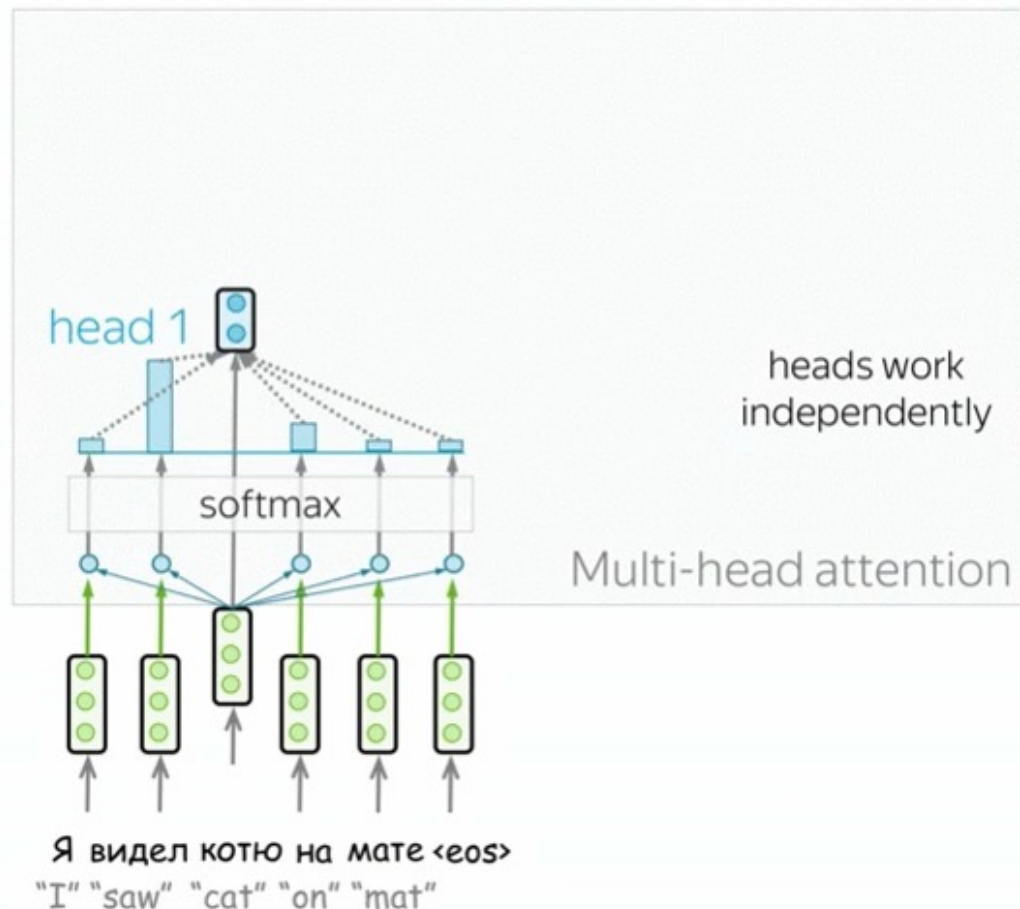 head 1
heads work
independently
softmax
Multi-head attention
Я видел котю на мате <eos>
“I” “saw” “cat” “on” “mat”